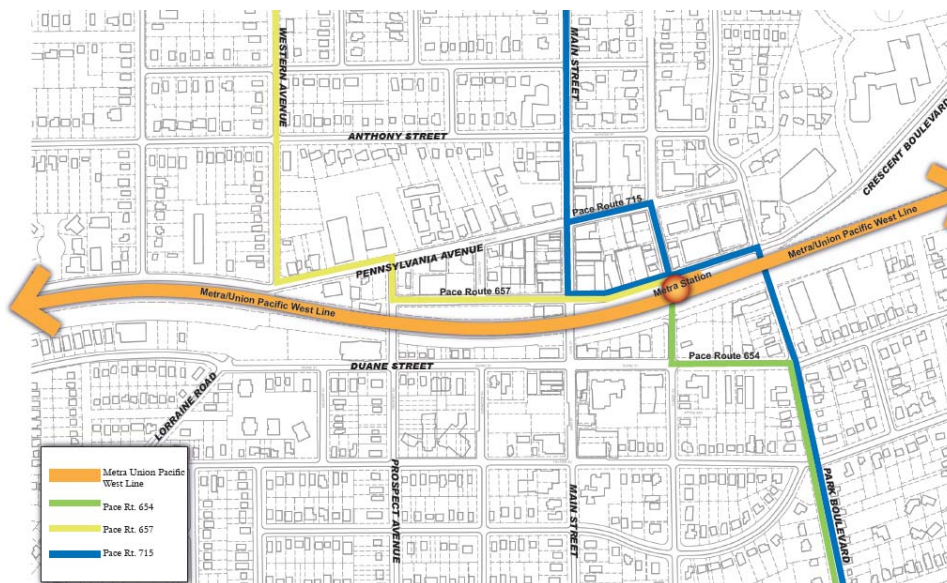 WESTERN AVENUE
MAIN STREET
ANTHONY STREET
CRESCENT BOULEVARD
Pace Route 715
PENNSYLVANIA AVENUE
Metra/Union Pacific West Line
Metra/Union Pacific West Line
Pace Route 657
Metra Station
Pace Route 654
DUANE STREET
LORRAINE ROAD
PROSPECT AVENUE
MAIN STREET
PARK BOULEVARD
Metra Union Pacific
West Line
Pace Rt. 654
Pace Rt. 657
Pace Rt. 715